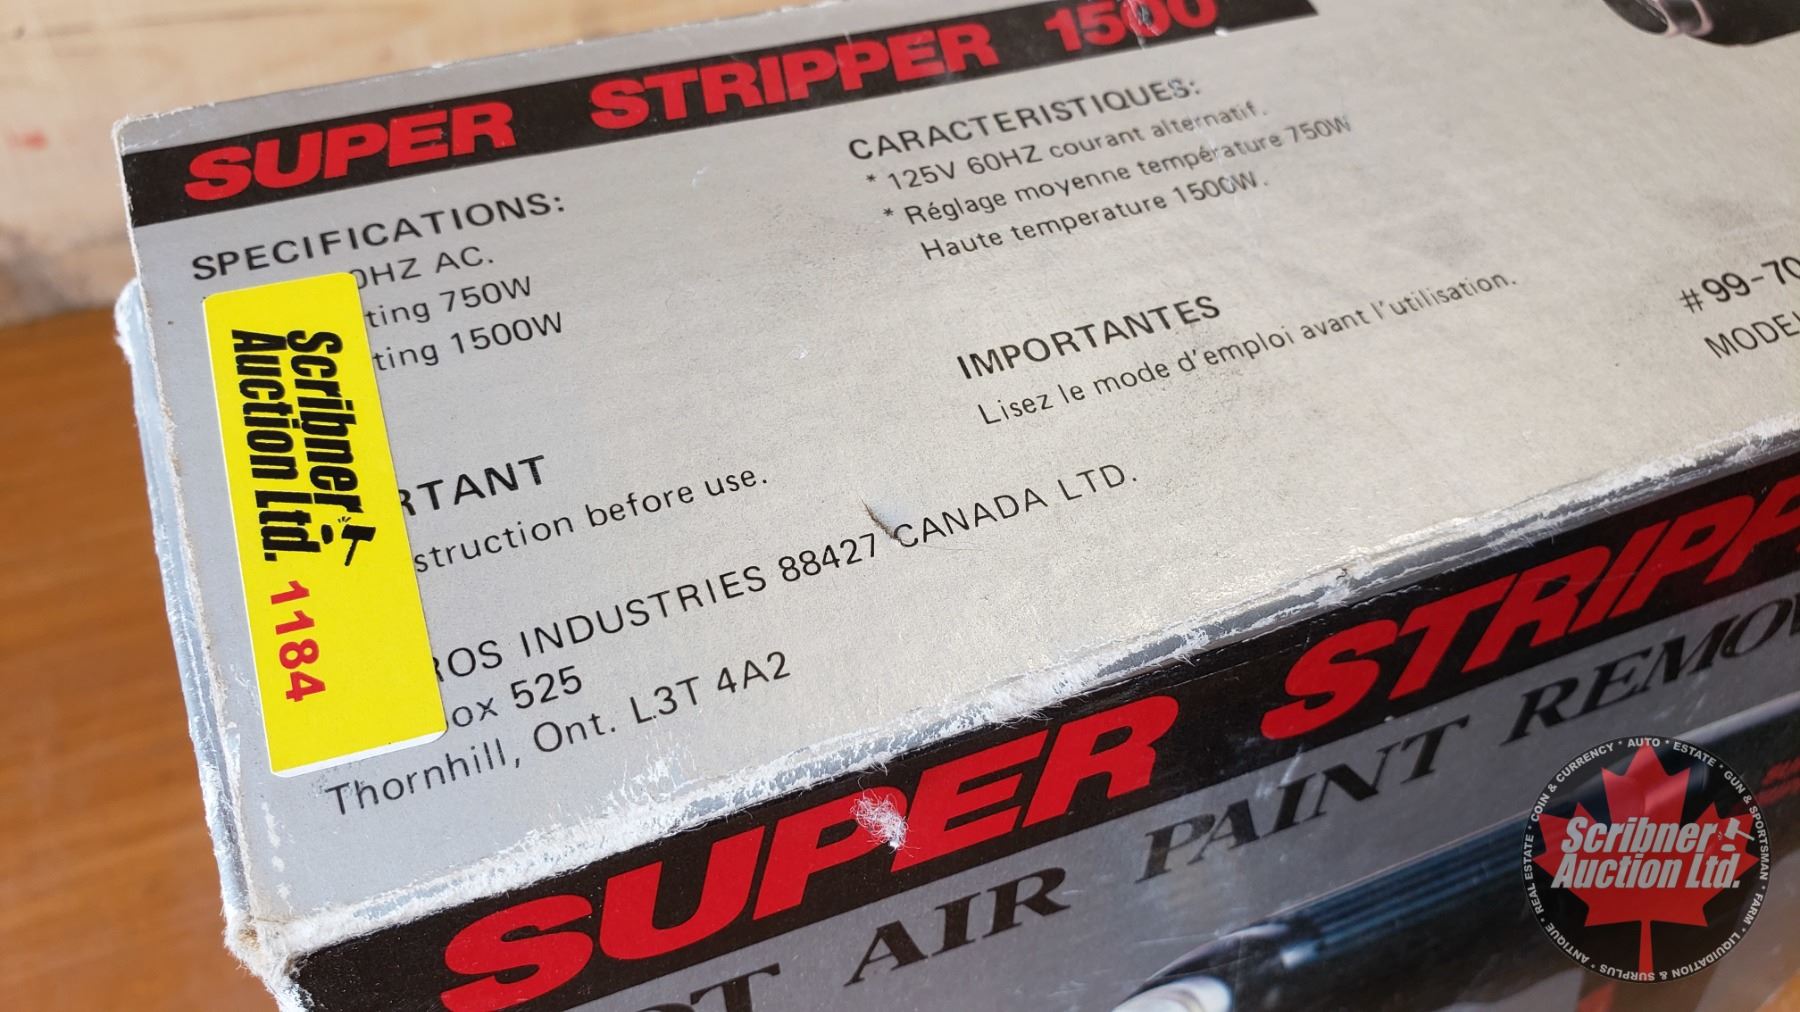 SUPER STRIPPER 1500
SPECIFICATIONS:
0HZ AC.
ting 750W
ting 1500W
RTANT
struction before use.
ROS INDUSTRIES 88427 CANADA LTD.
ox 525
Thornhill, Ont. L3T 4A2
CARACTERISTIQUES:
* 125V 60HZ courant alternatif.
* Réglage moyenne température 750W
Haute temperature 1500W.
IMPORTANTES
Lisez le mode d'emploi avant l'utilisation.
#99-70
MODEL
Scribner
Auction Ltd. 1184
SUPER STRIPP
OT AIR PAINT REMOV
Scribner
Auction Ltd.
REAL ESTATE * COIN & CURRENCY * AUTO * ESTATE * GUN & SPORTSMAN * FARM * LIQUIDATION & SURPLUS * ANTIQUE *